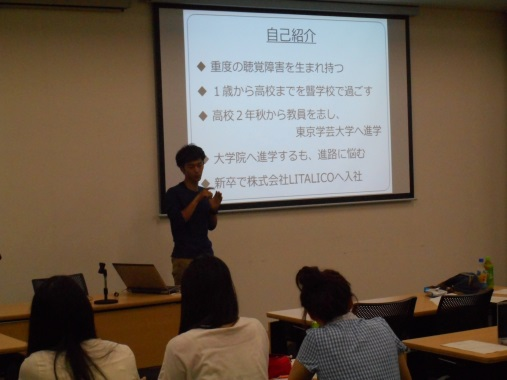 自己紹介
◆ 重度の聴覚障害を生まれ持つ
◆ 1歳から高校までを聾学校で過ごす
◆ 高校2年秋から教員を志し、
東京学芸大学へ進学
◆ 大学院へ進学するも、進路に悩む
◆ 新卒で株式会社LITALICOへ入社